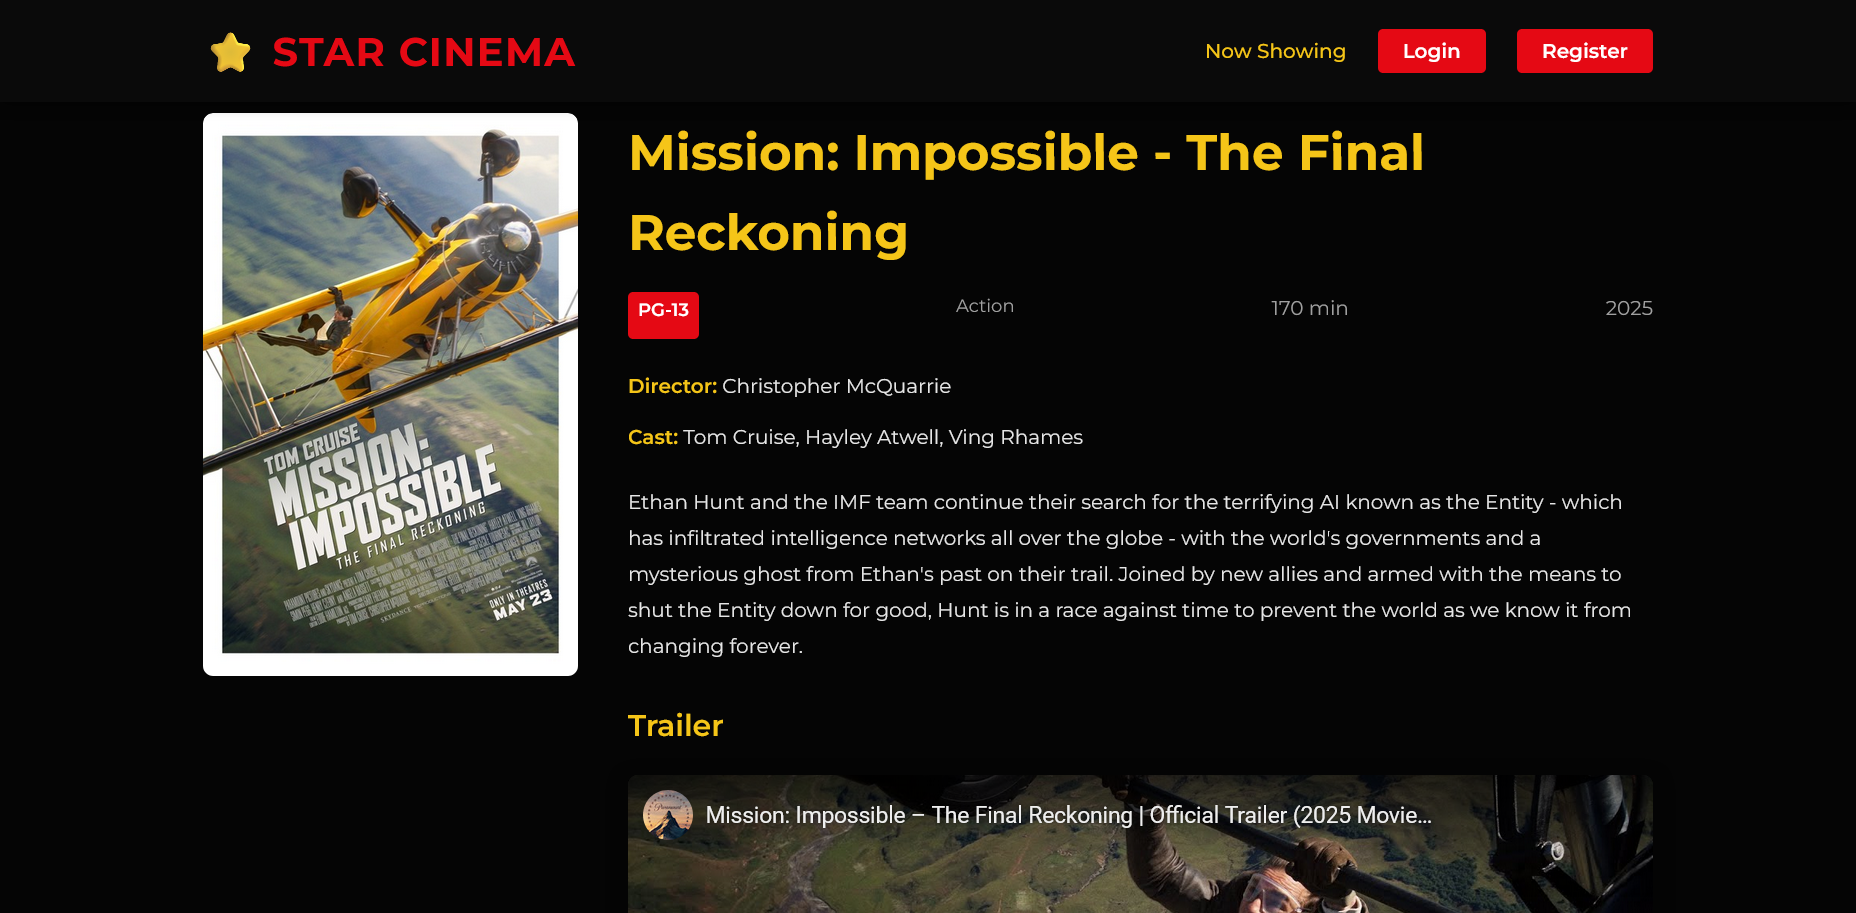 STAR CINEMA
Now Showing
Login
Register
TOM CRUISE
MISSION:
IMPOSSIBLE
THE FINAL RECKONING
SKYDANCE
ONLY IN THEATRES
MAY 23
Mission: Impossible - The Final
Reckoning
PG-13
Action
170 min
2025
Director: Christopher McQuarrie
Cast: Tom Cruise, Hayley Atwell, Ving Rhames
Ethan Hunt and the IMF team continue their search for the terrifying AI known as the Entity - which
has infiltrated intelligence networks all over the globe - with the world's governments and a
mysterious ghost from Ethan's past on their trail. Joined by new allies and armed with the means to
shut the Entity down for good, Hunt is in a race against time to prevent the world as we know it from
changing forever.
Trailer
Mission: Impossible – The Final Reckoning | Official Trailer (2025 Movie…